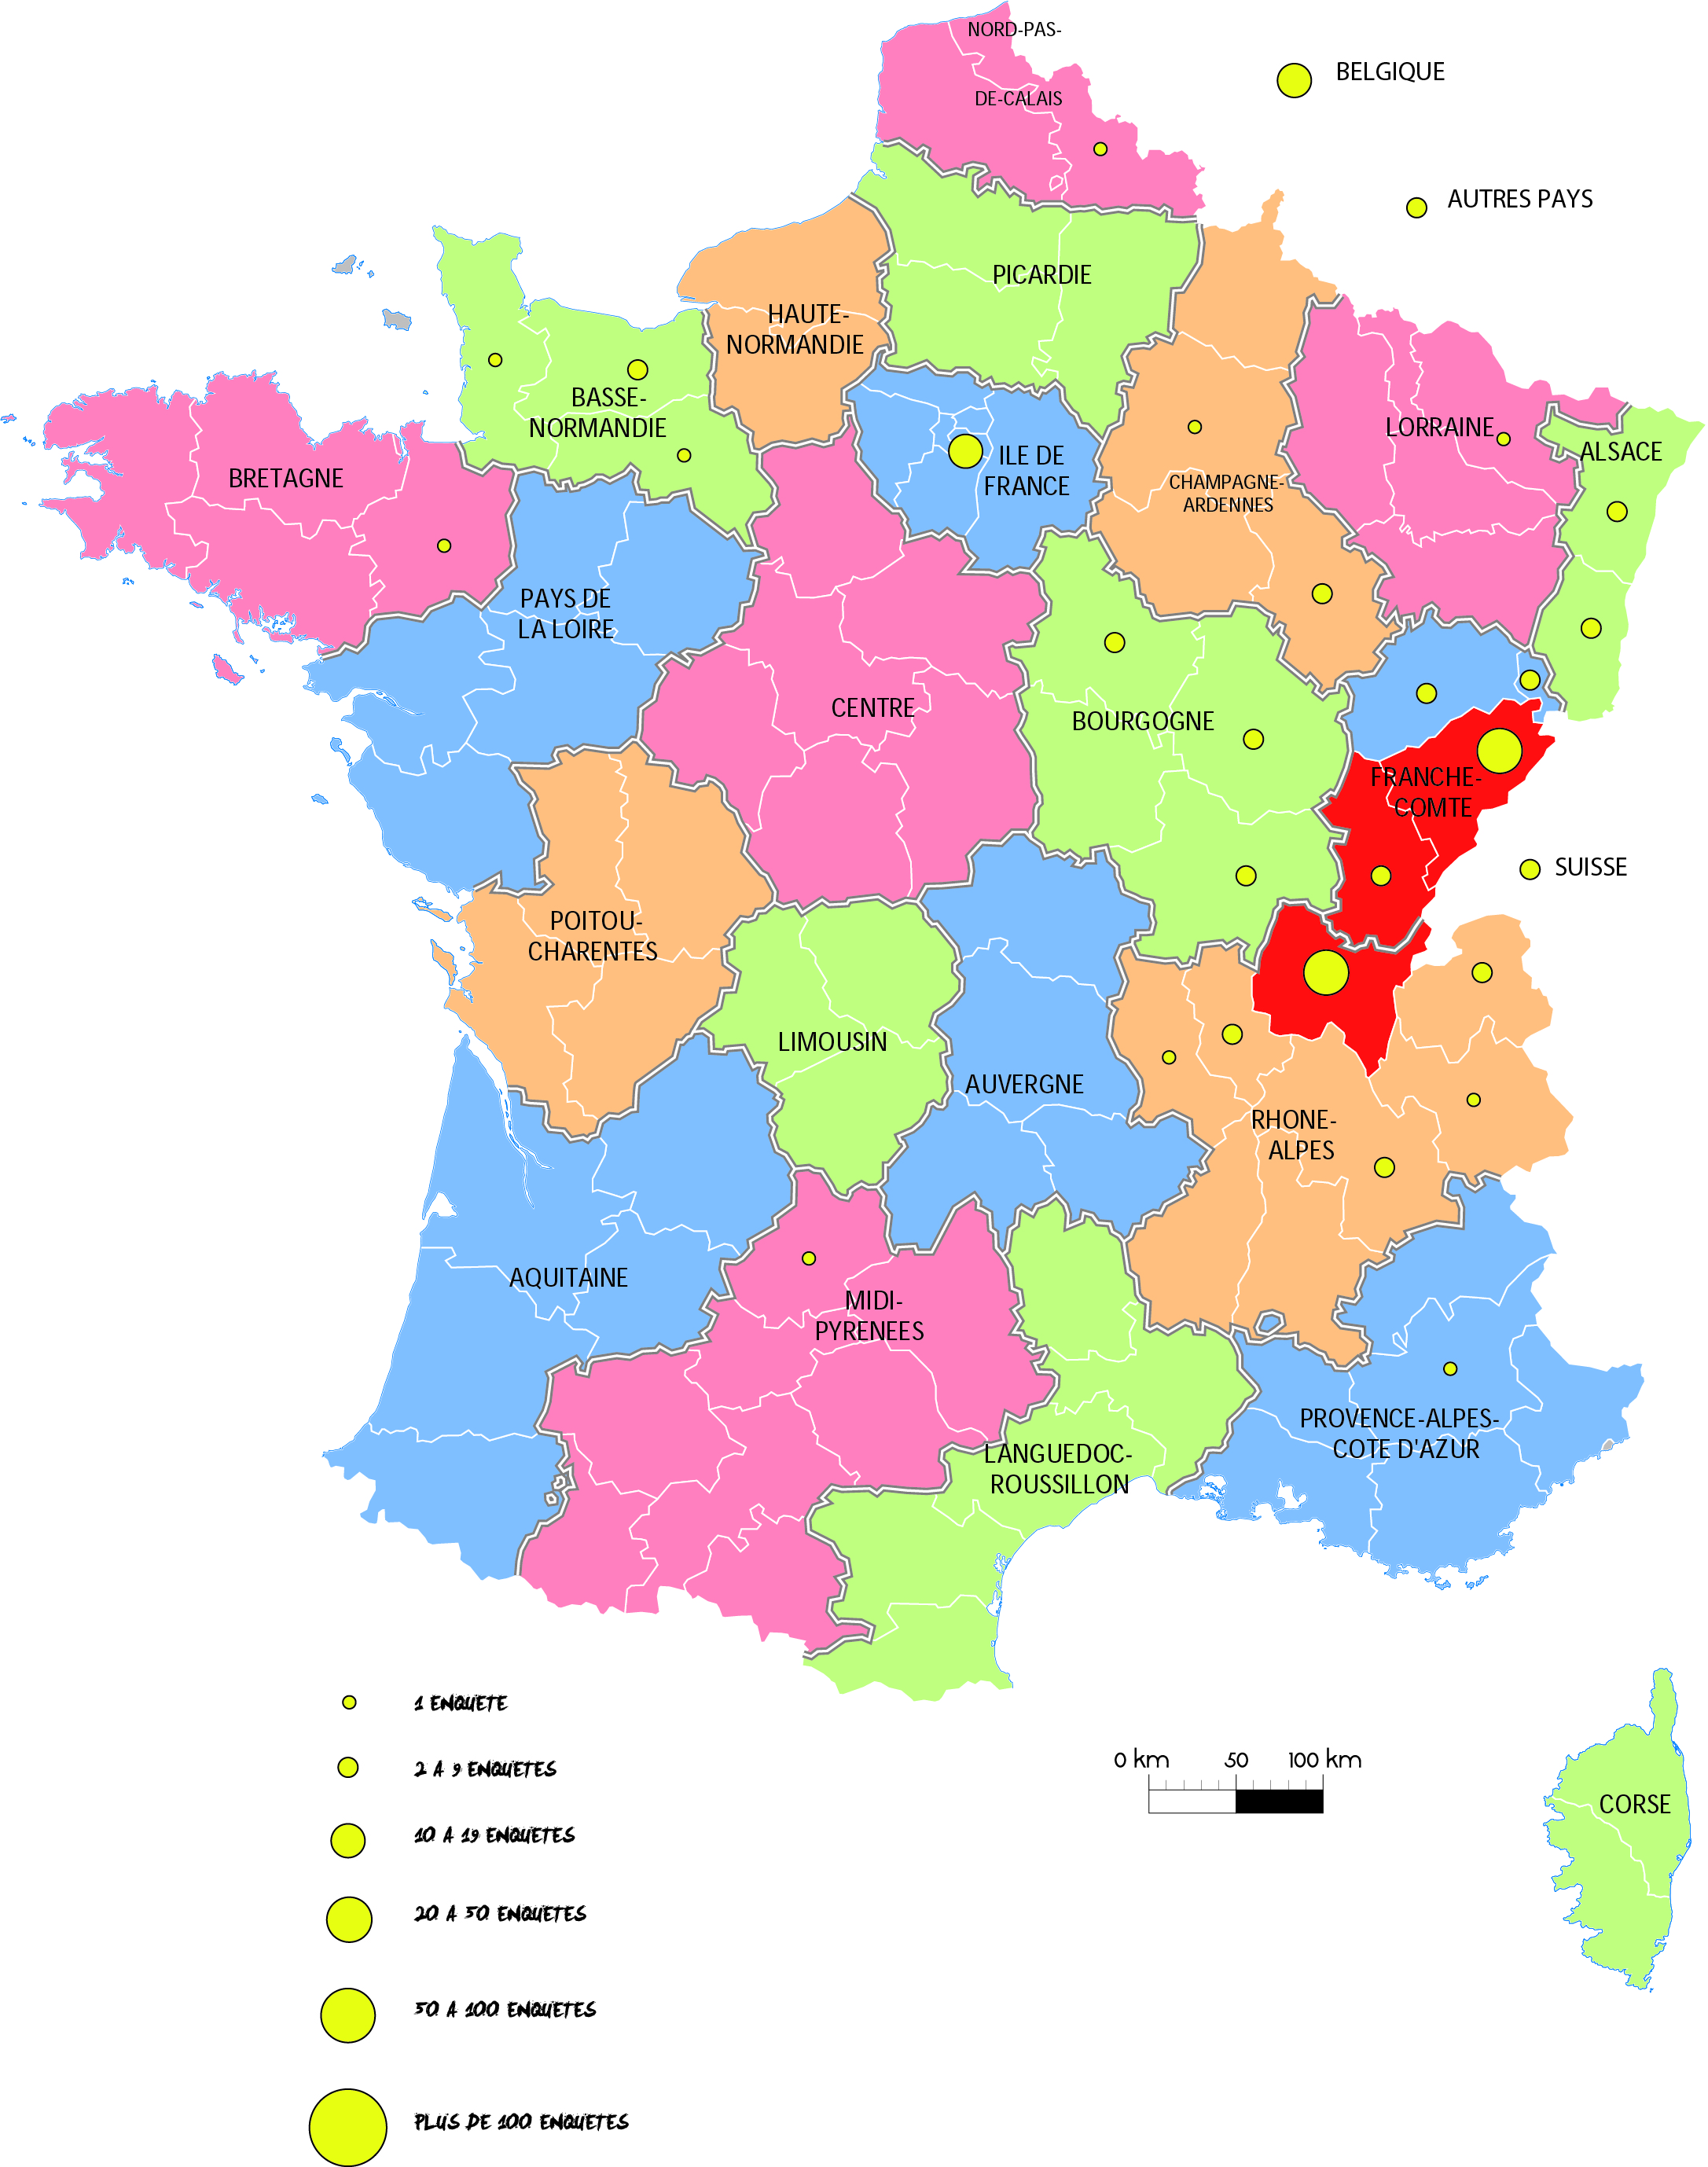 NORD-PAS-
DE-CALAIS
BELGIQUE
AUTRES PAYS
PICARDIE
HAUTE-
NORMANDIE
BASSE-
NORMANDIE
LORRAINE
ALSACE
ILE DE
FRANCE
BRETAGNE
CHAMPAGNE-
ARDENNES
PAYS DE
LA LOIRE
CENTRE
BOURGOGNE
FRANCHE-
COMTE
SUISSE
POITOU-
CHARENTES
LIMOUSIN
AUVERGNE
RHONE-
ALPES
AQUITAINE
MIDI-
PYRENEES
PROVENCE-ALPES-
COTE D'AZUR
LANGUEDOC-
ROUSSILLON
1 ENQUETE
2 A 9 ENQUETES
10 A 19 ENQUETES
20 A 50 ENQUETES
50 A 100 ENQUETES
PLUS DE 100 ENQUETES
0 km 50 100 km
CORSE